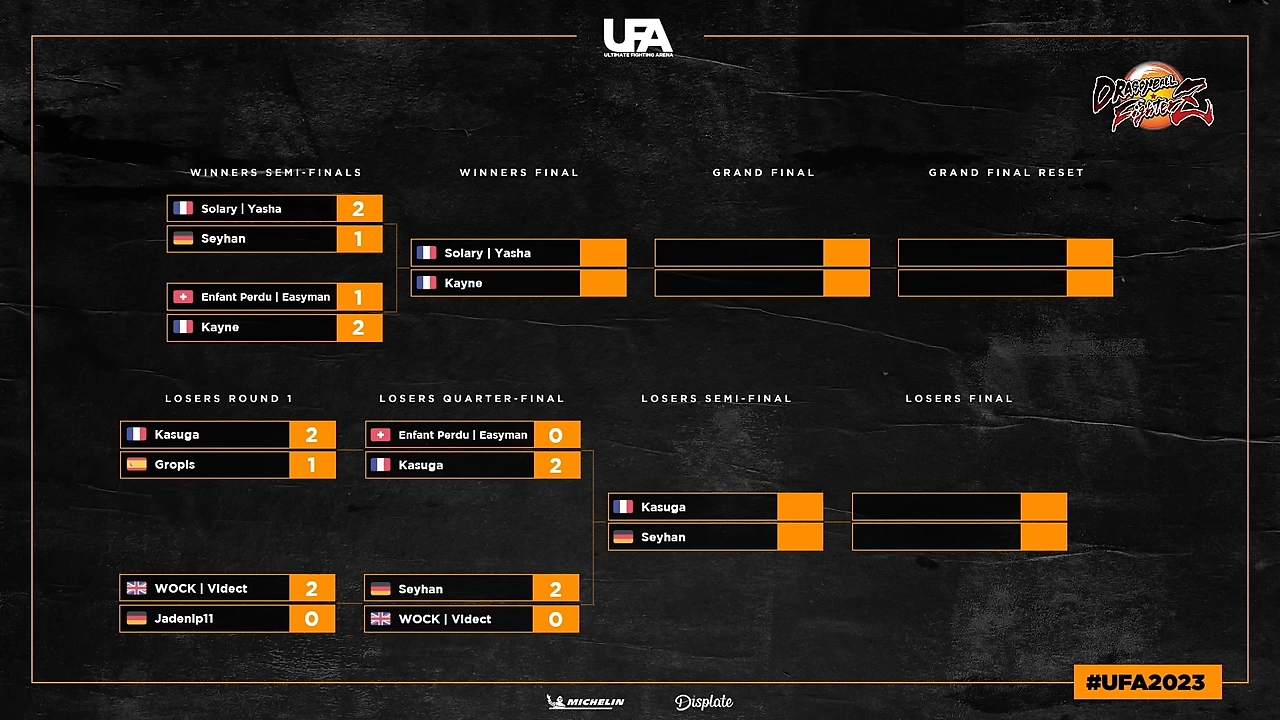 UFA
ULTIMATE FIGHTING ARENA
DRAGONBALL
FighterZ
WINNERS SEMI-FINALS
Solary | Yasha 2
Seyhan 1
Enfant Perdu | Easyman 1
Kayne 2
WINNERS FINAL
Solary | Yasha
Kayne
GRAND FINAL
GRAND FINAL RESET
LOSERS ROUND 1
Kasuga 2
Gropis 1
WOCK | Videct 2
Jadenip11 0
LOSERS QUARTER-FINAL
Enfant Perdu | Easyman 0
Kasuga 2
Seyhan 2
WOCK | Videct 0
LOSERS SEMI-FINAL
Kasuga
Seyhan
LOSERS FINAL
#UFA2023
MICHELIN
Displate